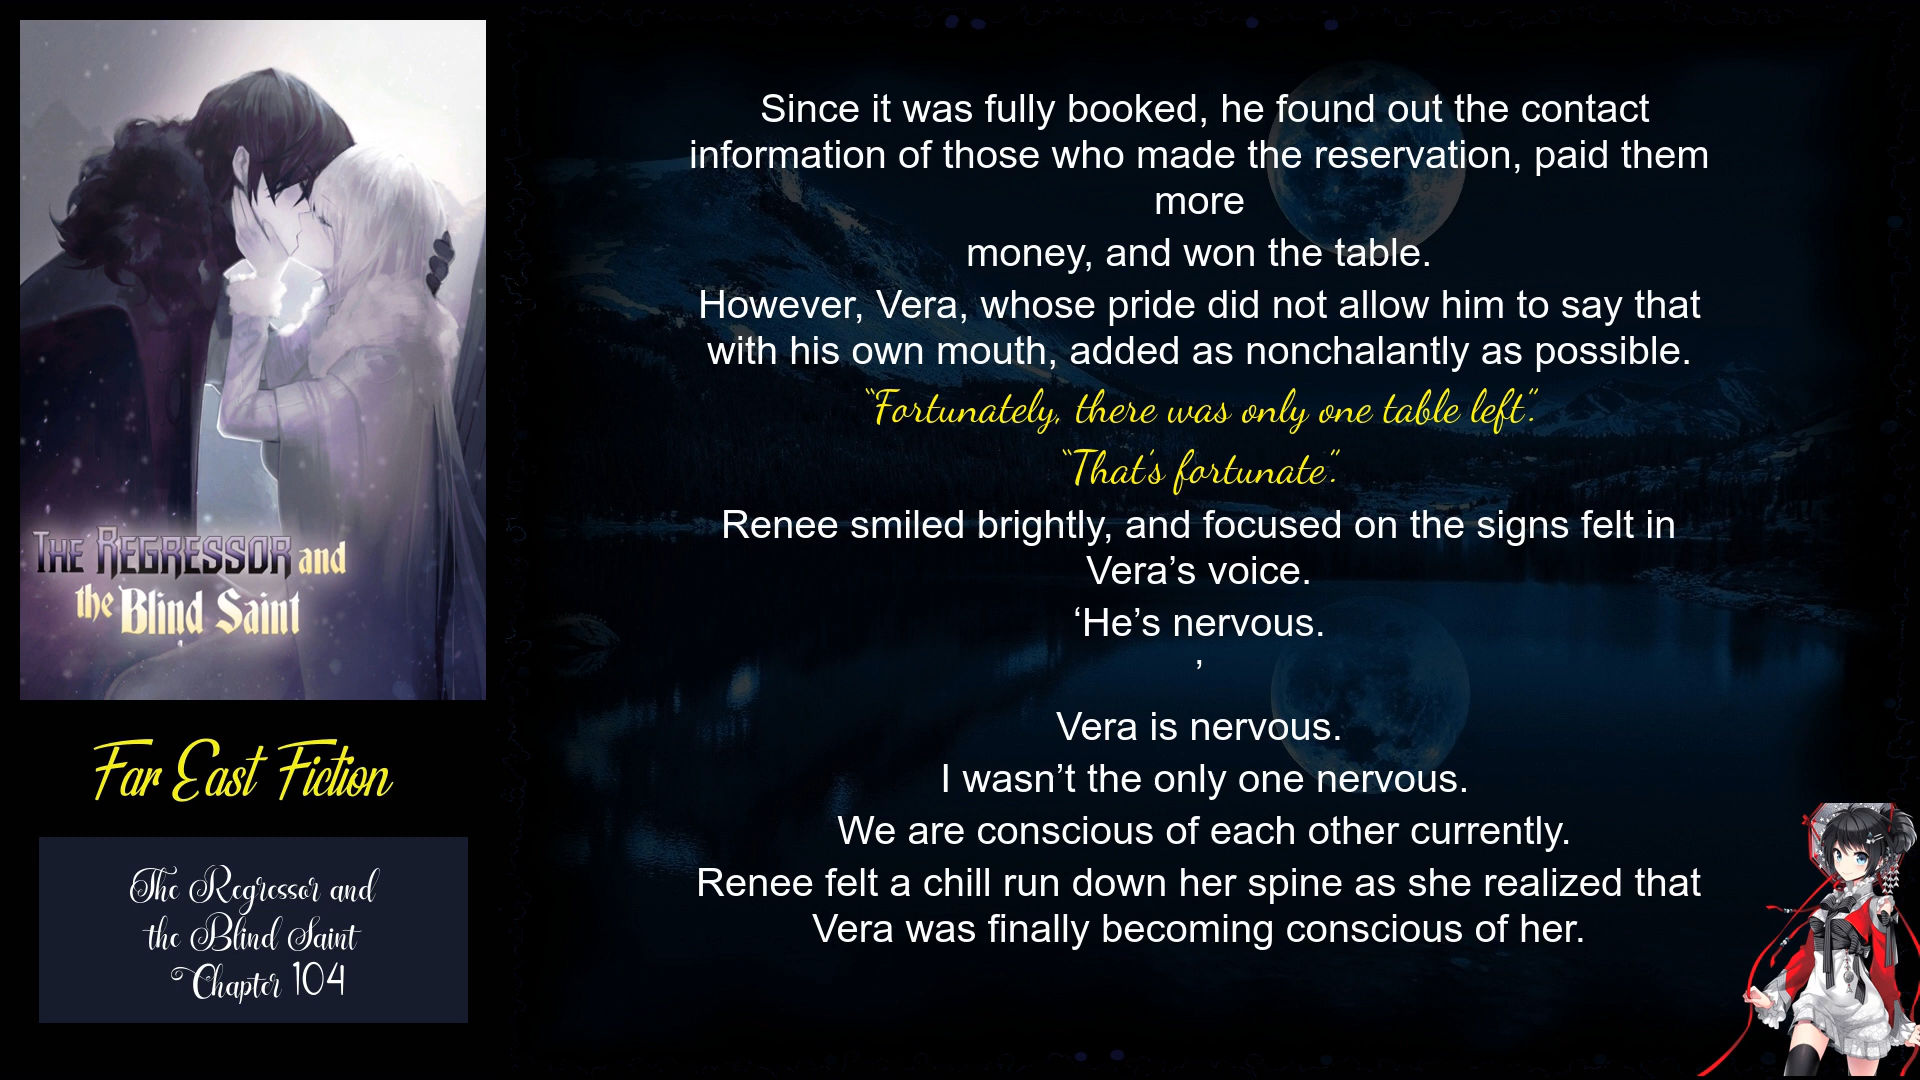 THE REGRESSOR and
the Blind Saint
Far East Fiction
The Regressor and
the Blind Saint
Chapter 104
Since it was fully booked, he found out the contact
information of those who made the reservation, paid them
more
money, and won the table.
However, Vera, whose pride did not allow him to say that
with his own mouth, added as nonchalantly as possible.
“Fortunately, there was only one table left”.
“That’s fortunate”.
Renee smiled brightly, and focused on the signs felt in
Vera’s voice.
‘He’s nervous.
’
Vera is nervous.
I wasn’t the only one nervous.
We are conscious of each other currently.
Renee felt a chill run down her spine as she realized that
Vera was finally becoming conscious of her.